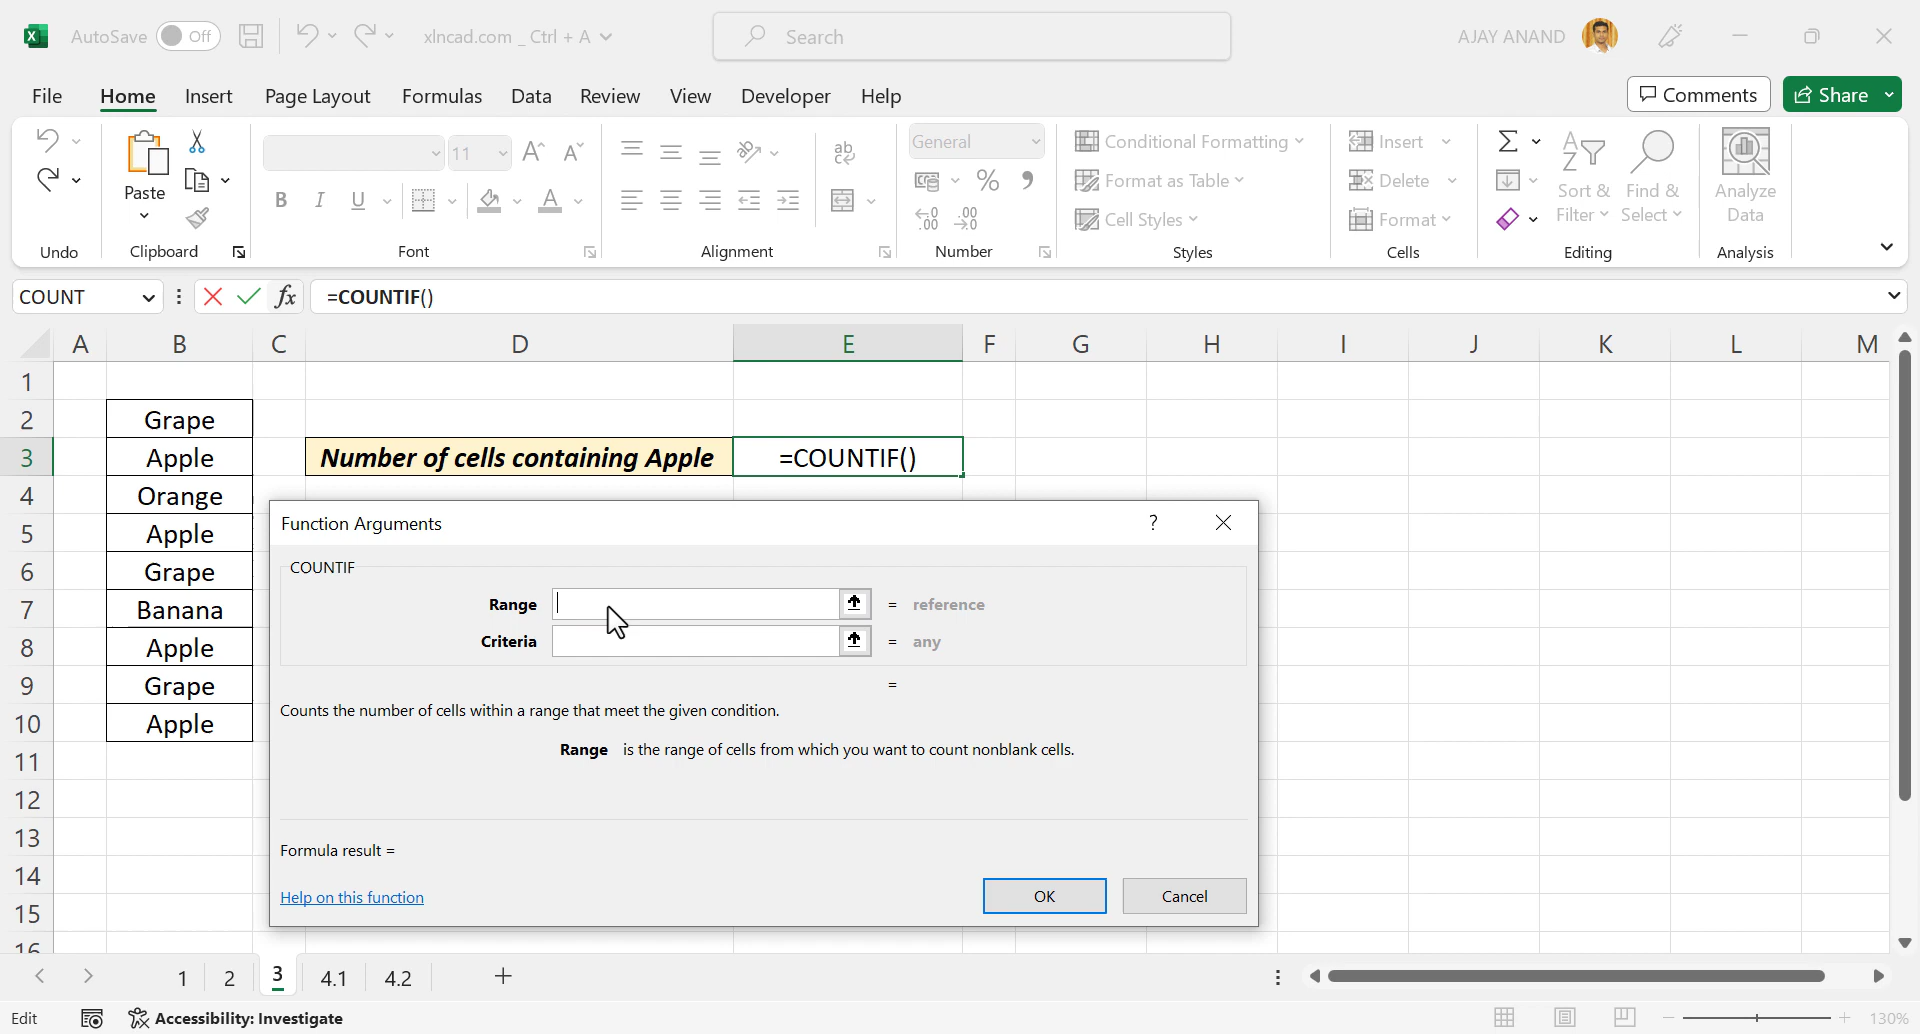 AutoSave Off xlncad.com _ Ctrl + A Search AJAY ANAND
File Home Insert Page Layout Formulas Data Review View Developer Help Comments Share
Paste
11
B I U A
ab
General
% 9
.00
Conditional Formatting
Format as Table
Cell Styles
Insert
Delete
Format
Sort & Filter
Find & Select
Analyze Data
Undo Clipboard Font Alignment Number Styles Cells Editing Analysis
COUNT fx =COUNTIF()
A B C D E F G H I J K L M
1
2 Grape
3 Apple Number of cells containing Apple =COUNTIF()
4 Orange
5 Apple
6 Grape
7 Banana
8 Apple
9 Grape
10 Apple
11
12
13
14
15
16
Function Arguments ?
COUNTIF
Range = reference
Criteria = any
=
Counts the number of cells within a range that meet the given condition.
Range is the range of cells from which you want to count nonblank cells.
Formula result =
Help on this function OK Cancel
1 2 3 4.1 4.2
Edit Accessibility: Investigate 130%